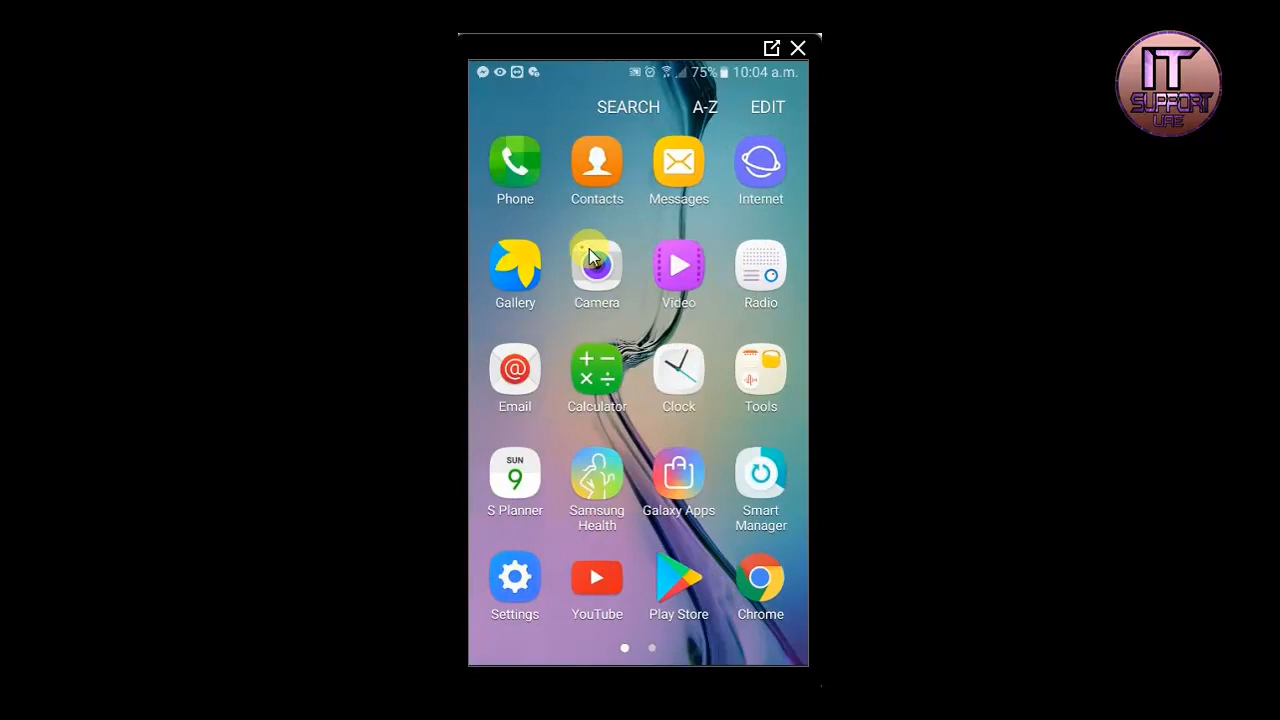 IT
SUPPORT
UAE
75% 10:04 a.m.
SEARCH A-Z EDIT
Phone Contacts Messages Internet
Gallery Camera Video Radio
@
Email Calculator Clock Tools
SUN
9
S Planner Samsung Health Galaxy Apps Smart Manager
Settings YouTube Play Store Chrome